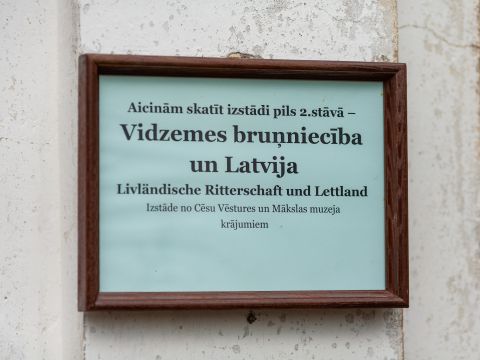 Aicinām skatīt izstādi pils 2.stāvā –
Vidzemes bruņniecība
un Latvija
Livländische Ritterschaft und Lettland
Izstāde no Cēsu Vēstures un Mākslas muzeja
krājumiem